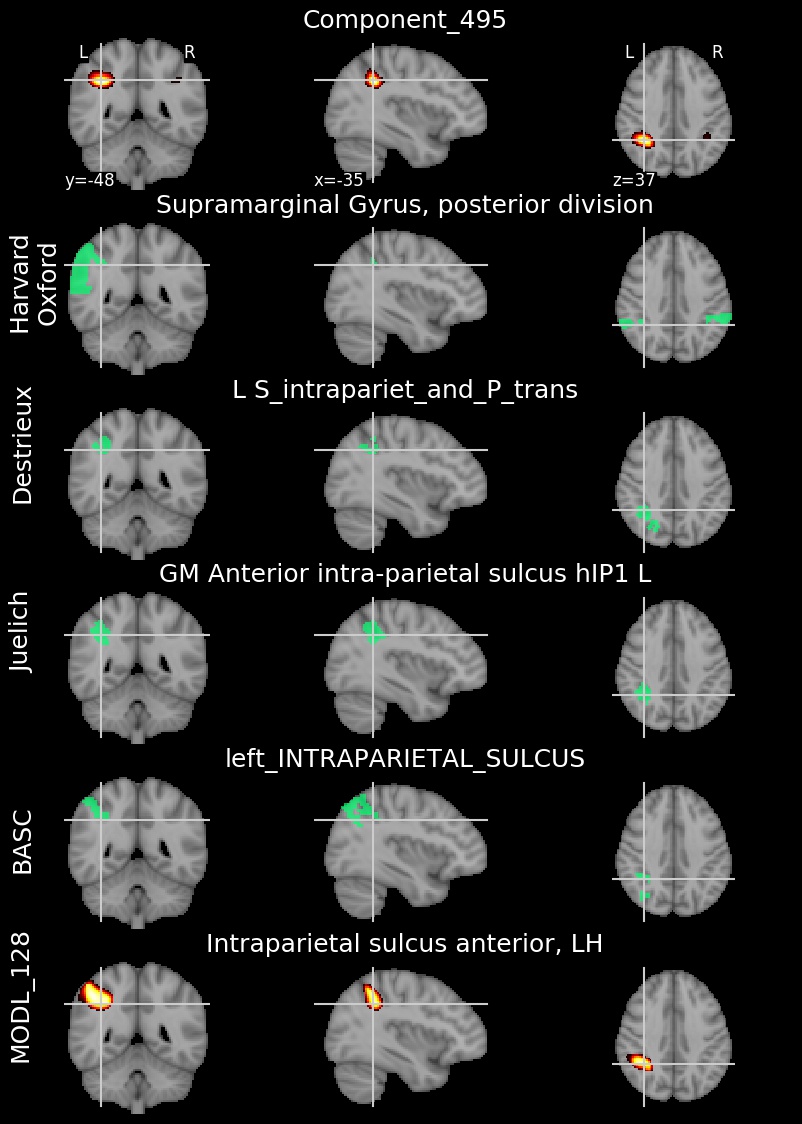 Component_495
L R
L R
y=-48
x=-35
z=37
Supramarginal Gyrus, posterior division
Harvard
Oxford
L S_intrapariet_and_P_trans
Destrieux
GM Anterior intra-parietal sulcus hIP1 L
Juelich
left_INTRAPARIETAL_SULCUS
BASC
Intraparietal sulcus anterior, LH
MODL_128